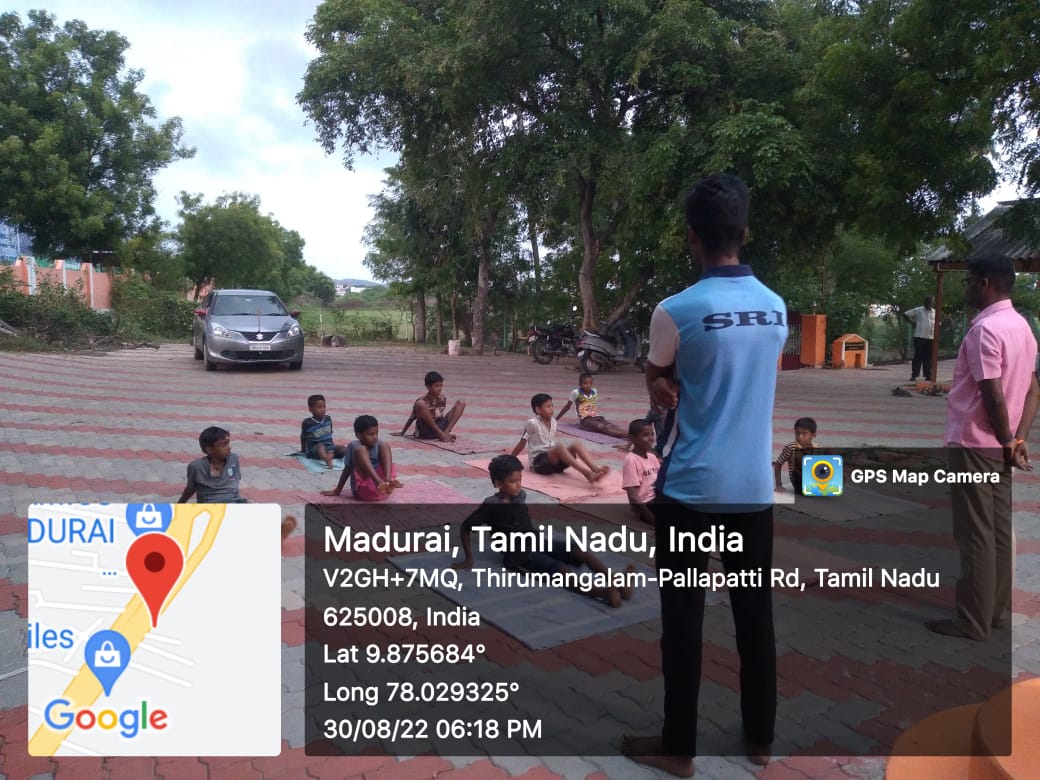 SRI
GPS Map Camera
DURAI
iles
Google
Madurai, Tamil Nadu, India
V2GH+7MQ, Thirumangalam-Pallapatti Rd, Tamil Nadu
625008, India
Lat 9.875684°
Long 78.029325°
30/08/22 06:18 PM